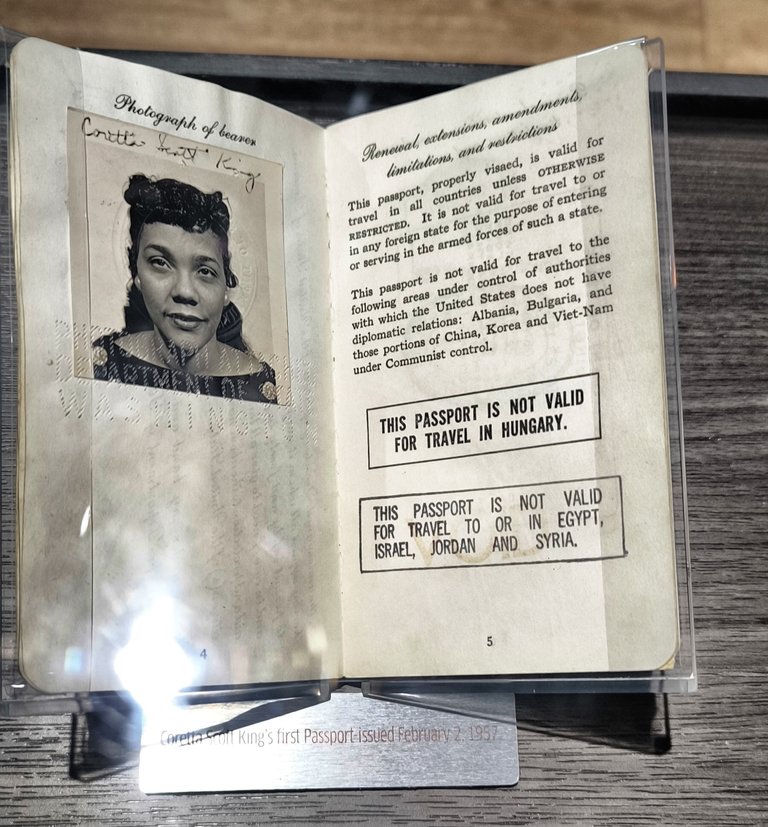 Photograph of bearer
Coretta Scott King
DEPARTMENT OF
WASHINGTON
4
Renewal, extensions, amendments,
limitations, and restrictions
This passport, properly visaed, is valid for
travel in all countries unless OTHERWISE
RESTRICTED. It is not valid for travel to or
in any foreign state for the purpose of entering
or serving in the armed forces of such a state.
This passport is not valid for travel to the
following areas under control of authorities
with which the United States does not have
diplomatic relations: Albania, Bulgaria, and
those portions of China, Korea and Viet-Nam
under Communist control.
THIS PASSPORT IS NOT VALID
FOR TRAVEL IN HUNGARY.
THIS PASSPORT IS NOT VALID
FOR TRAVEL TO OR IN EGYPT,
ISRAEL, JORDAN AND SYRIA.
5
Coretta Scott King's first Passport issued February 2, 1957